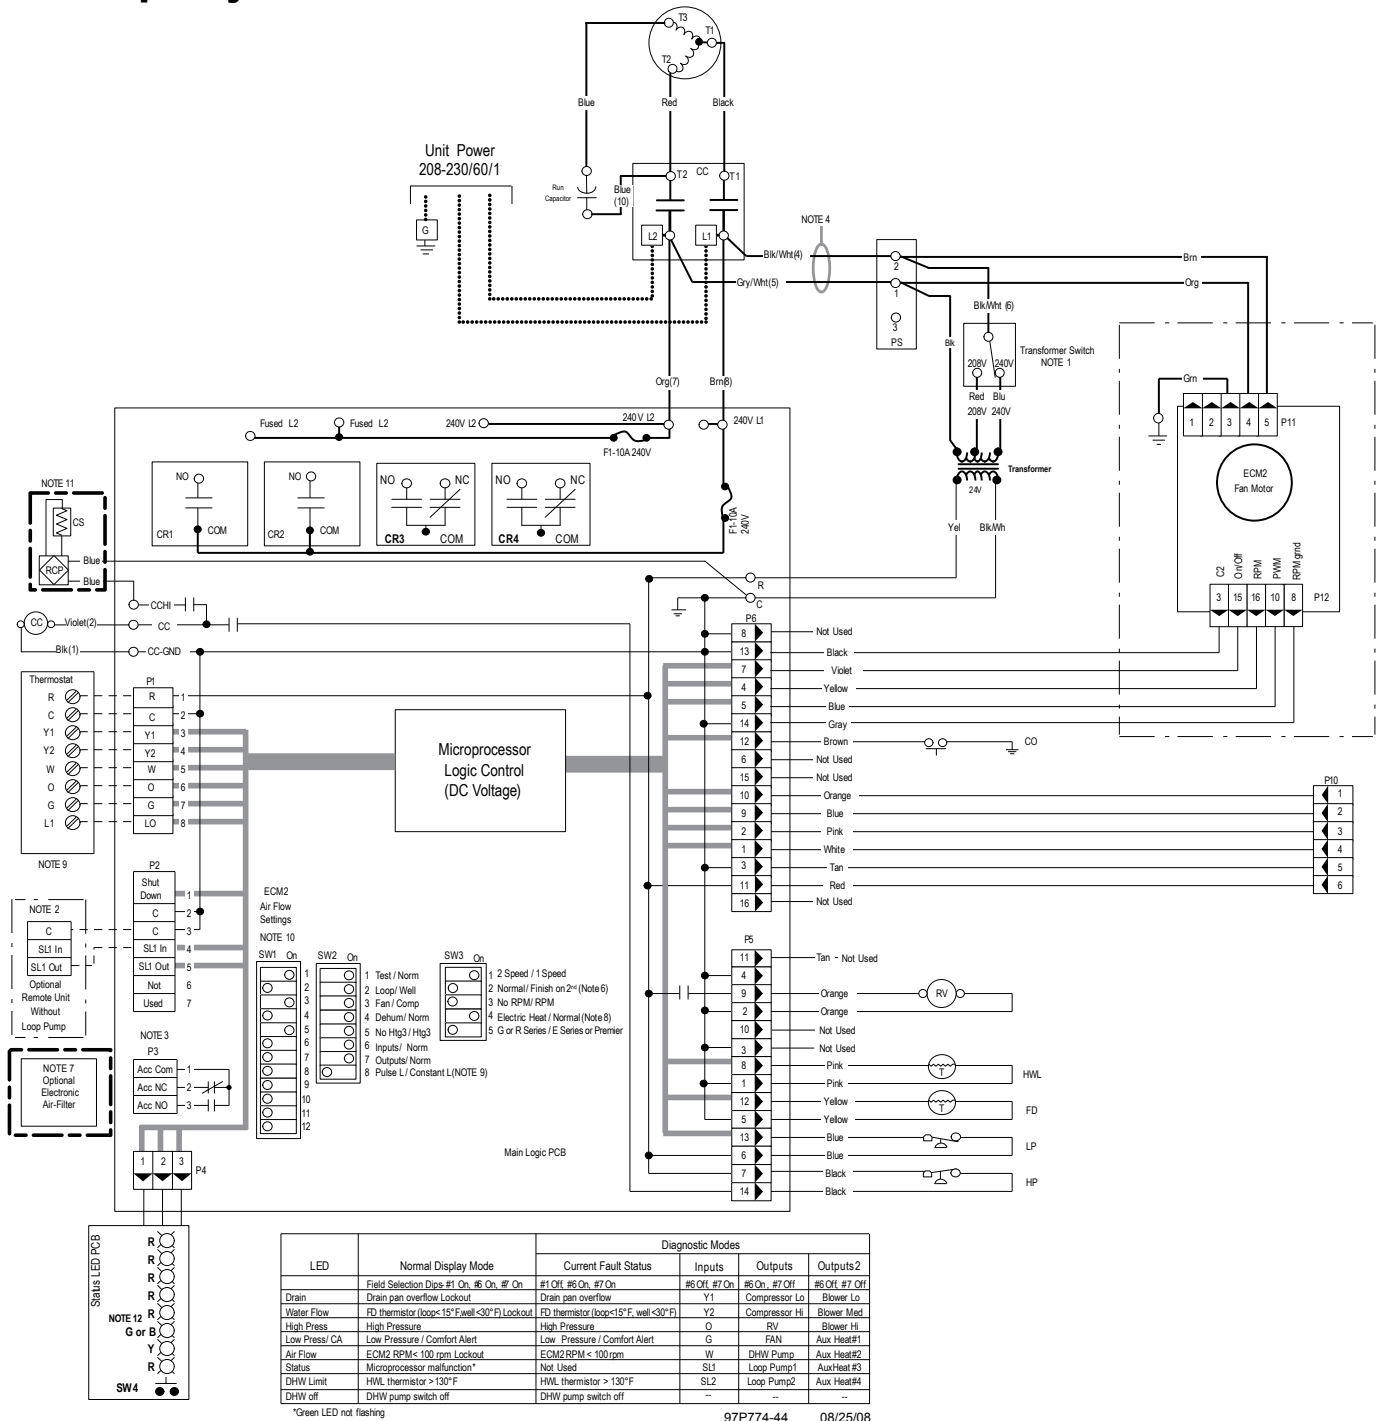 T3
T1
T2
Blue
Red
Black
Unit Power
208-230/60/1
G
Run
Capacitor
Blue
(10)
T2 CC T1
L2
L1
NOTE 4
Blk/Wht(4)
Gry/Wht(5)
2
1
3
PS
Brn
Org
Blk/Wht (6)
Blk
Transformer Switch
NOTE 1
208V 240V
Red Blu
208V 240V
Transformer
24V
Yel
Blk/Wh
Grn
1 2 3 4 5 P11
ECM2
Fan Motor
C2
On/Off
RPM
PWM
RPM grnd
3 15 16 10 8 P12
Org(7)
Brn(8)
Fused L2
Fused L2
240V L2
240V L2
240V L1
F1-10A 240V
F1-10A
240V
NO
COM
CR1
NO
COM
CR2
NO NC
CR3 COM
NO NC
CR4 COM
NOTE 11
CS
RCP
Blue
Blue
R
C
CCHI
CC Violet(2) CC
Blk(1) CC-GND
Thermostat
R
C
Y1
Y2
W
O
G
L1
NOTE 9
P1
R 1
C 2
Y1 3
Y2 4
W 5
O 6
G 7
LO 8
Microprocessor
Logic Control
(DC Voltage)
P6
8 Not Used
13 Black
7 Violet
4 Yellow
5 Blue
14 Gray
12 Brown CO
6 Not Used
15 Not Used
10 Orange
9 Blue
2 Pink
1 White
3 Tan
11 Red
16 Not Used
P10
1
2
3
4
5
6
P2
Shut
Down 1
C 2
C 3
SL1 In 4
SL1 Out 5
Not 6
Used 7
NOTE 2
C
SL1 In
SL1 Out
Optional
Remote Unit
Without
Loop Pump
NOTE 3
P3
Acc Com 1
Acc NC 2
Acc NO 3
NOTE 7
Optional
Electronic
Air-Filter
ECM2
Air Flow
Settings
NOTE 10
SW1 On
1
2
3
4
5
6
7
8
9
10
11
12
SW2 On
1 Test / Norm
2 Loop/ Well
3 Fan / Comp
4 Dehum/ Norm
5 No Htg3 / Htg3
6 Inputs/ Norm
7 Outputs/ Norm
8 Pulse L / Constant L(NOTE 9)
SW3 On
1 2 Speed / 1 Speed
2 Normal / Finish on 2nd (Note 6)
3 No RPM/ RPM
4 Electric Heat / Normal (Note 8)
5 G or R Series / E Series or Premier
Main Logic PCB
P5
11 Tan - Not Used
4
9 Orange RV
2 Orange
10 Not Used
3 Not Used
8 Pink T
1 Pink HWL
12 Yellow T
5 Yellow FD
13 Blue
6 Blue LP
7 Black
14 Black HP
1 2 3 P4
Status LED PCB
R
R
R
R
NOTE 12 R
G or B
Y
R
SW4
Diagnostic Modes
LED Normal Display Mode Current Fault Status Inputs Outputs Outputs2
Field Selection Dips- #1 On, #6 On, #7 On #1 Off, #6 On, #7 On #6 Off, #7 On #6 On, #7 Off #6 Off, #7 Off
Drain Drain pan overflow Lockout Drain pan overflow Y1 Compressor Lo Blower Lo
Water Flow FD thermistor (loop<15°F,well<30°F) Lockout FD thermistor (loop<15°F, well<30°F) Y2 Compressor Hi Blower Med
High Press High Pressure High Pressure O RV Blower Hi
Low Press/ CA Low Pressure / Comfort Alert Low Pressure / Comfort Alert G FAN Aux Heat#1
Air Flow ECM2 RPM< 100 rpm Lockout ECM2 RPM < 100 rpm W DHW Pump Aux Heat#2
Status Microprocessor malfunction* Not Used SL1 Loop Pump1 AuxHeat #3
DHW Limit HWL thermistor > 130°F HWL thermistor > 130°F SL2 Loop Pump2 Aux Heat#4
DHW off DHW pump switch off DHW pump switch off -- -- --
*Green LED not flashing
97P774-44 08/25/08